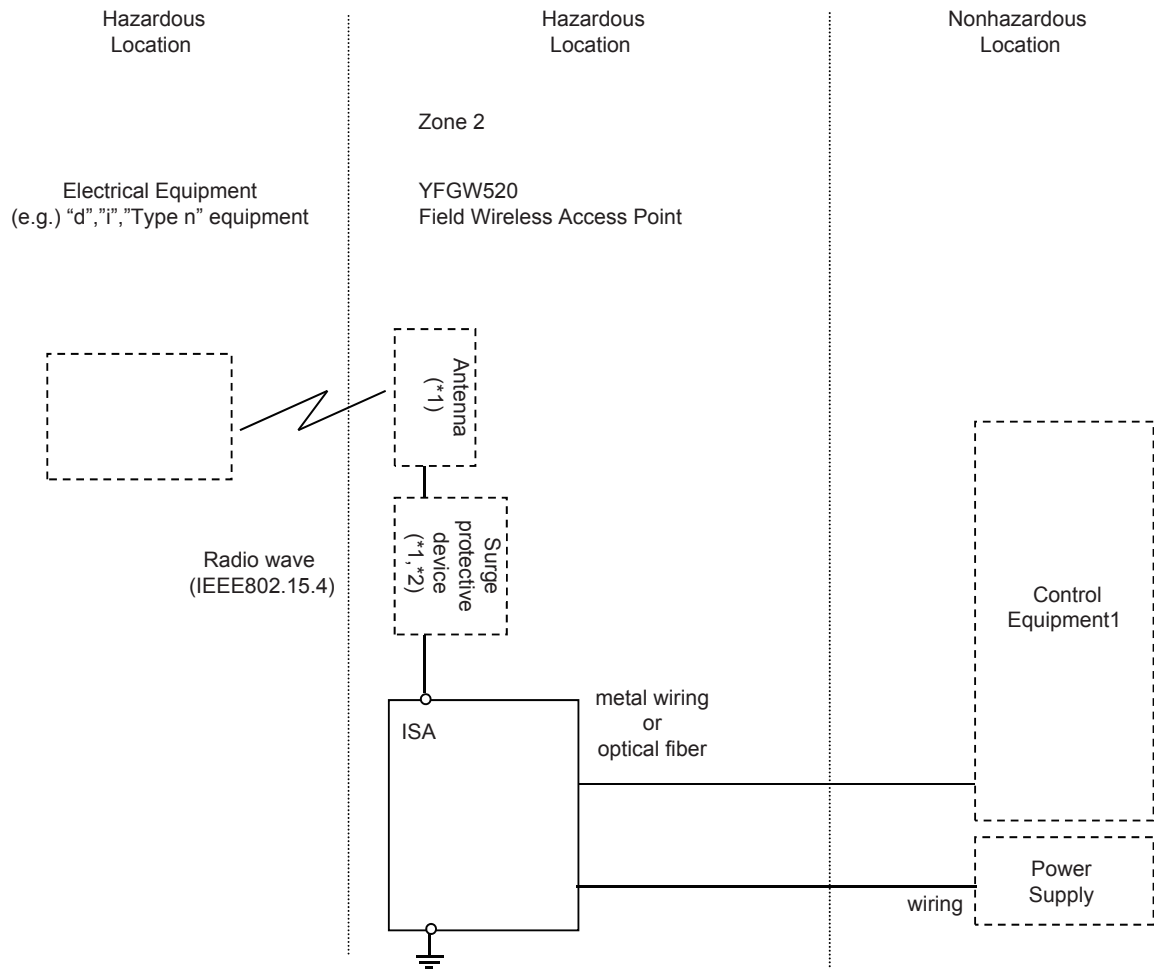 Hazardous
Location
Hazardous
Location
Nonhazardous
Location
Zone 2
Electrical Equipment
(e.g.) “d”,”i”,”Type n” equipment
YFGW520
Field Wireless Access Point
Antenna
(*1)
Surge
protective
device
(*1,*2)
Radio wave
(IEEE802.15.4)
Control
Equipment1
metal wiring
or
optical fiber
ISA
Power
Supply
wiring